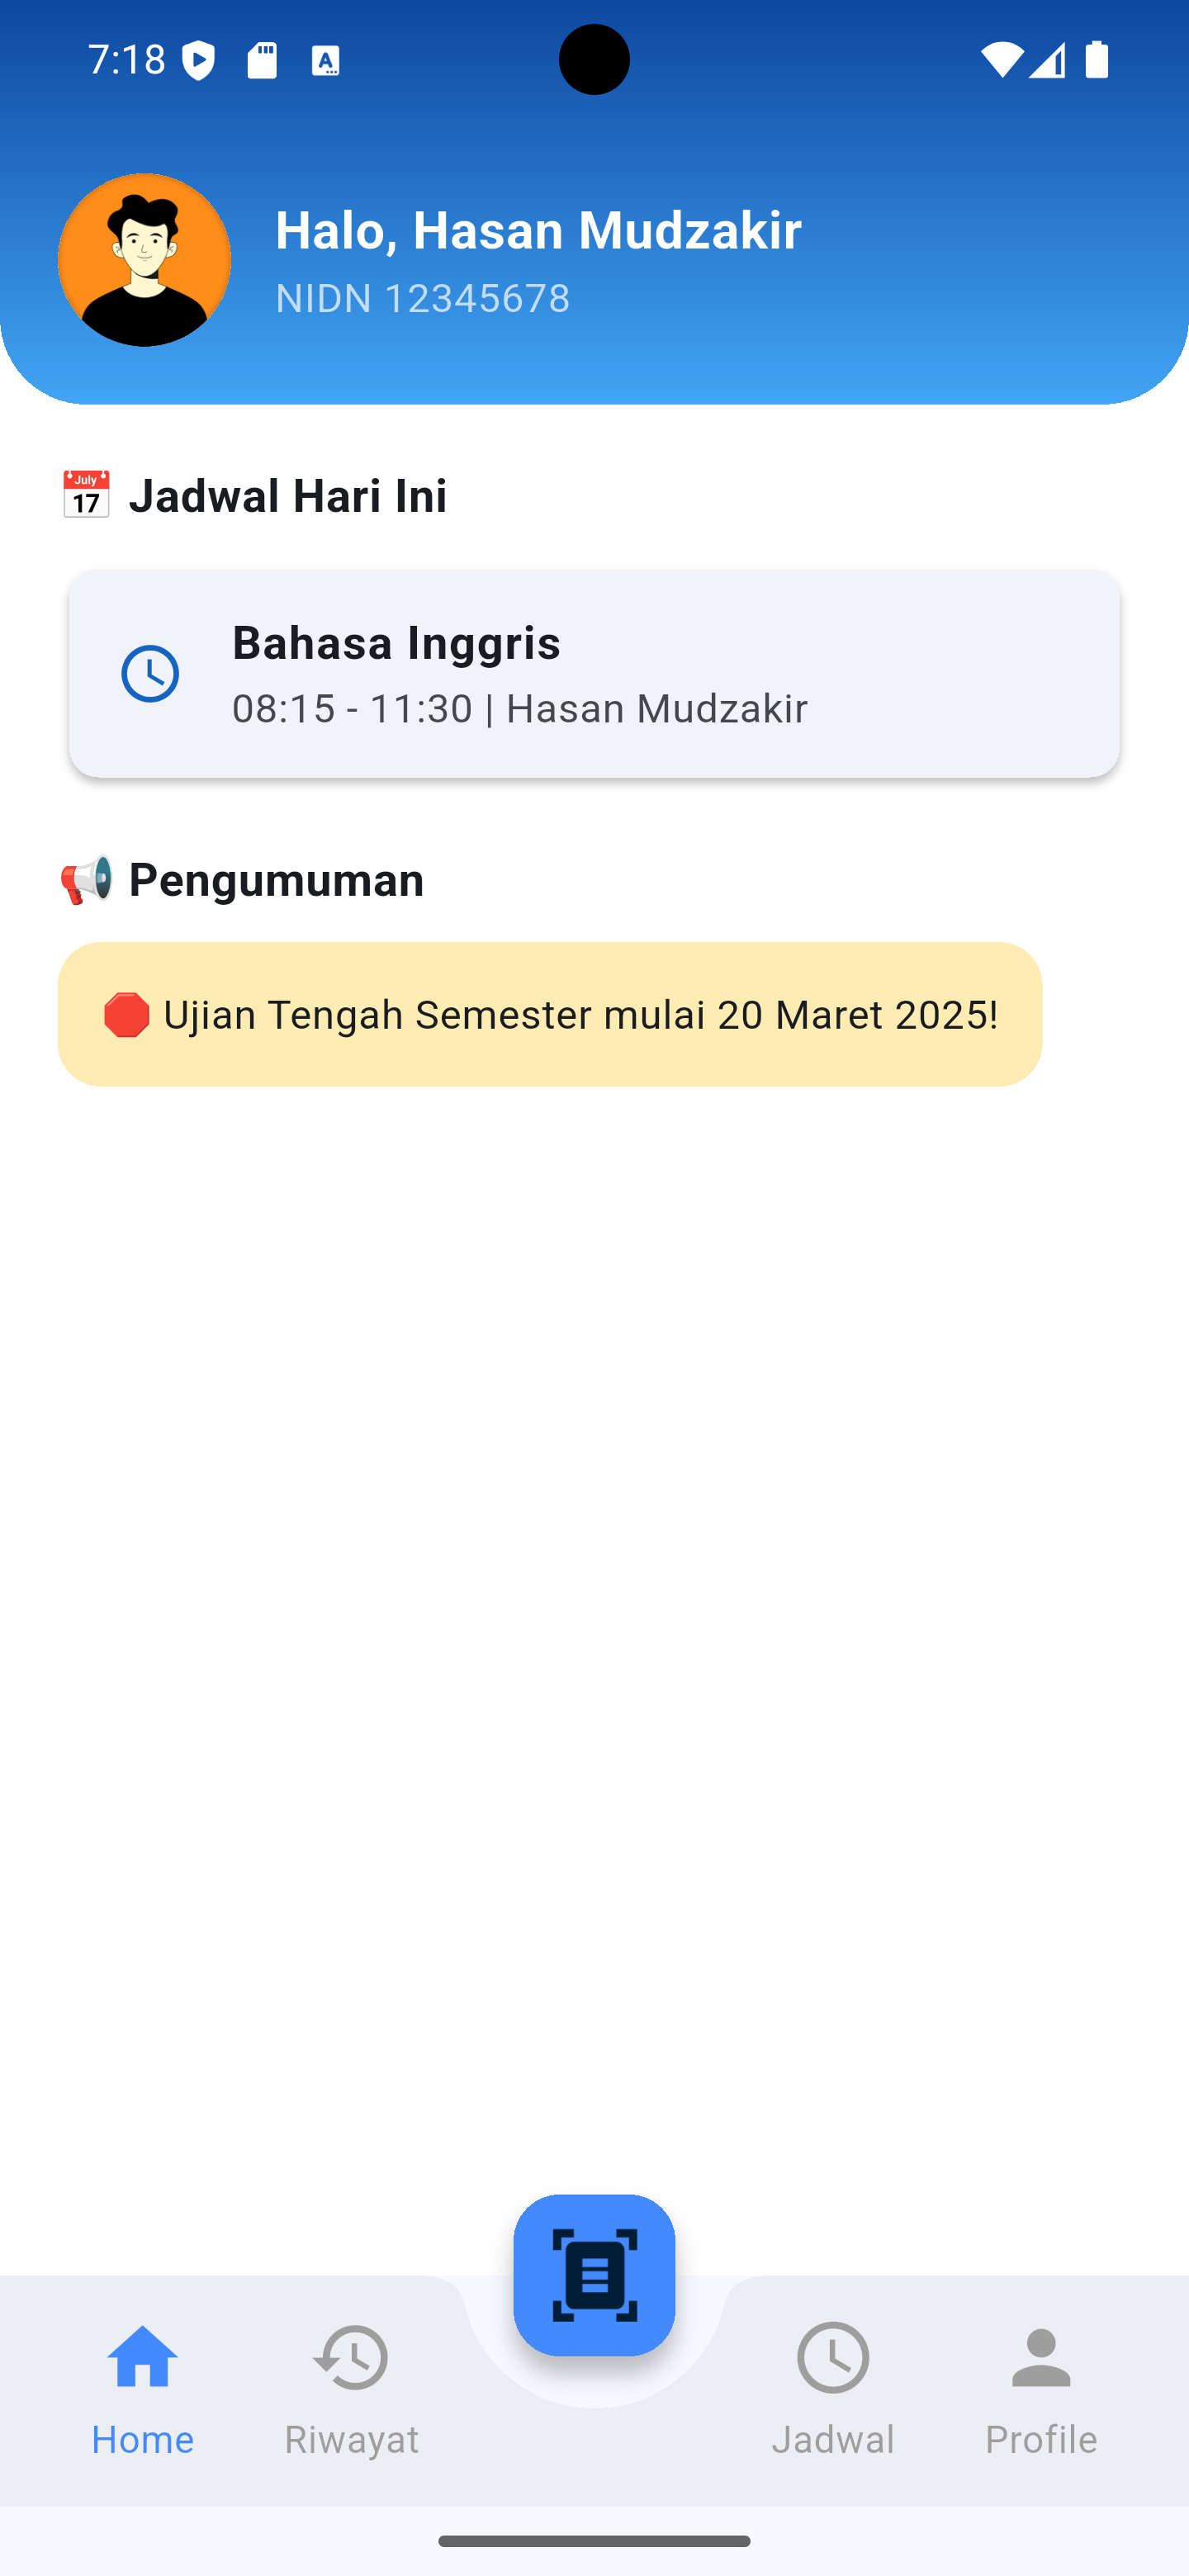 7:18
Halo, Hasan Mudzakir
NIDN 12345678
📅 Jadwal Hari Ini
Bahasa Inggris
08:15 - 11:30 | Hasan Mudzakir
📢 Pengumuman
🛑 Ujian Tengah Semester mulai 20 Maret 2025!
Home
Riwayat
Jadwal
Profile